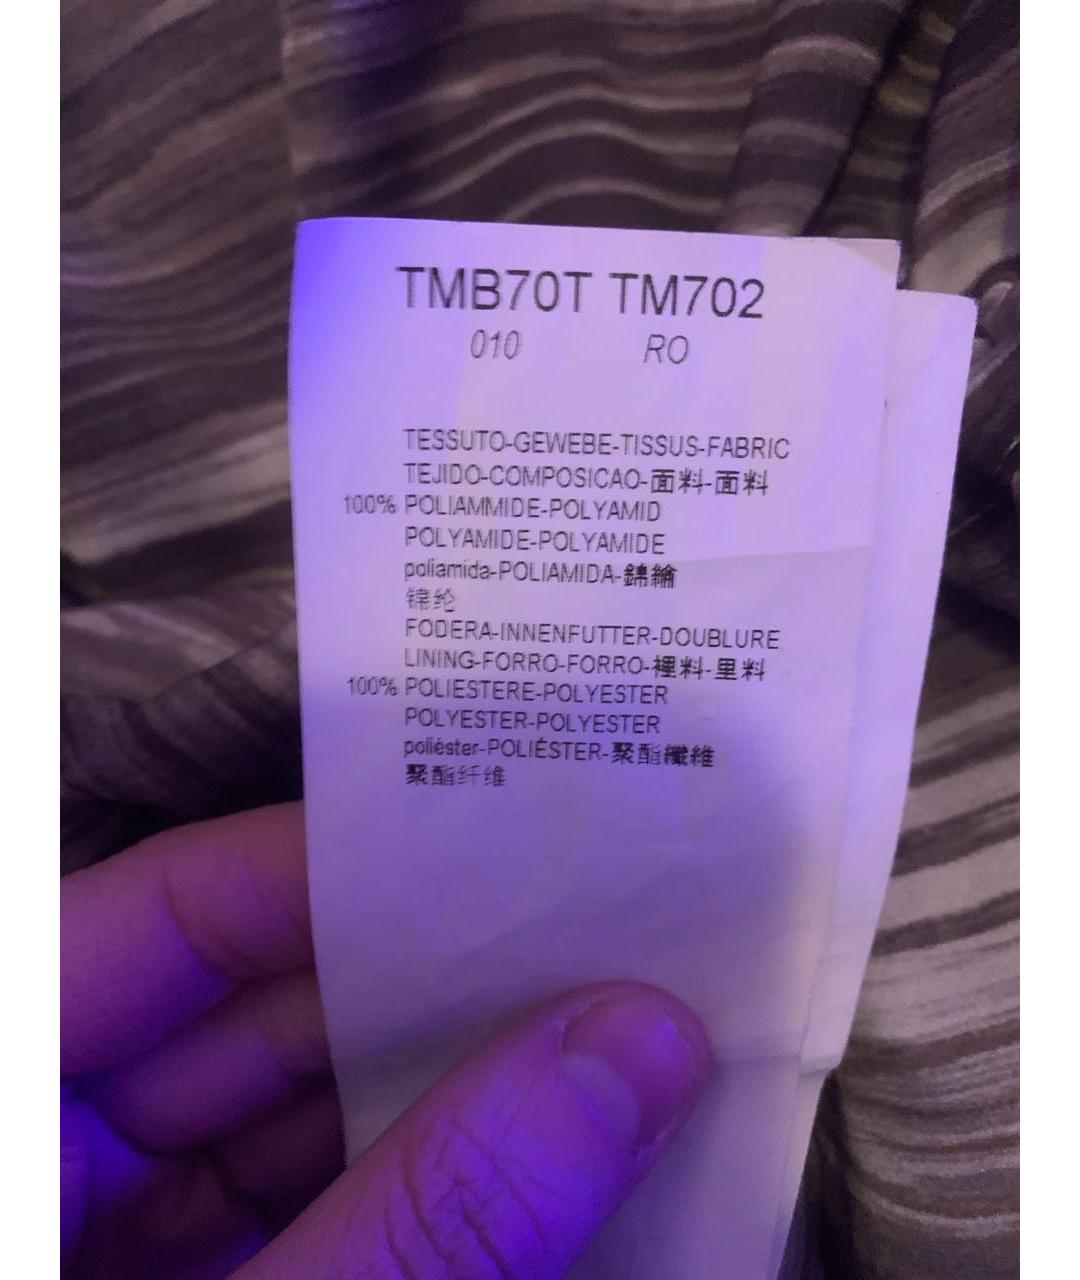 TMB70T TM702
010 RO
TESSUTO-GEWEBE-TISSUS-FABRIC
TEJIDO-COMPOSICAO-面料-面料
100% POLIAMMIDE-POLYAMID
POLYAMIDE-POLYAMIDE
poliamida-POLIAMIDA-錦綸
锦纶
FODERA-INNENFUTTER-DOUBLURE
LINING-FORRO-FORRO-裡料-里料
100% POLIESTERE-POLYESTER
POLYESTER-POLYESTER
poliéster-POLIÉSTER-聚酯纖維
聚酯纤维